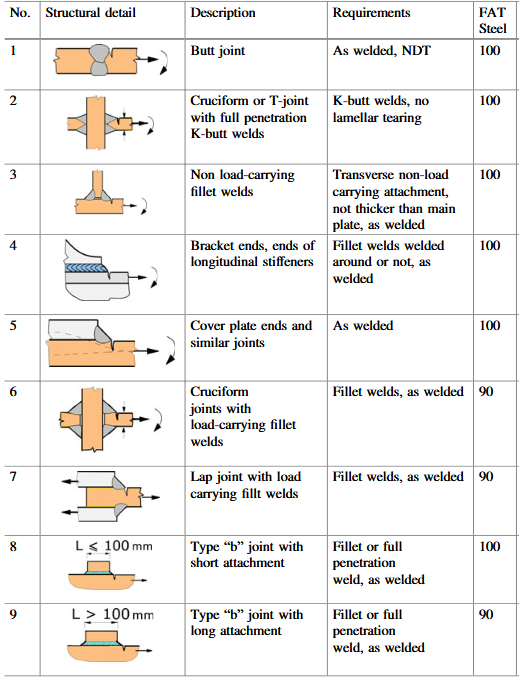 No. Structural detail Description Requirements FAT
Steel
1 Butt joint As welded, NDT 100
2 Cruciform or T-joint K-butt welds, no 100
with full penetration lamellar tearing
K-butt welds
3 Non load-carrying Transverse non-load 100
fillet welds carrying attachment,
not thicker than main
plate, as welded
4 Bracket ends, ends of Fillet welds welded 100
longitudinal stiffeners around or not, as
welded
5 Cover plate ends and As welded 100
similar joints
6 Cruciform Fillet welds, as welded 90
joints with
load-carrying fillet
welds
7 Lap joint with load Fillet welds, as welded 90
carrying fillt welds
8 L ⩽ 100 mm Type “b” joint with Fillet or full 100
short attachment penetration
weld, as welded
9 L > 100 mm Type “b” joint with Fillet or full 90
long attachment penetration
weld, as welded